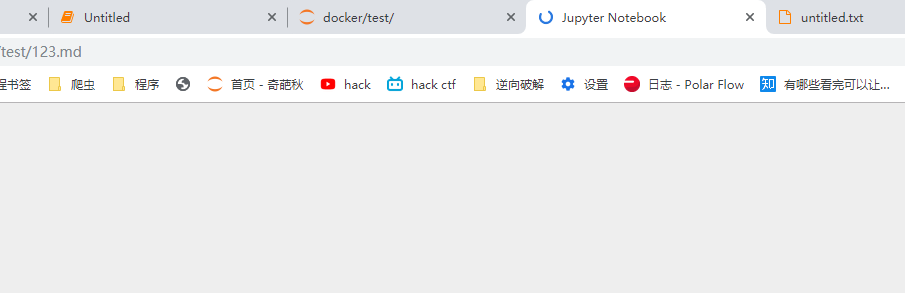 Untitled docker/test/ Jupyter Notebook untitled.txt
/test/123.md
程书签 爬虫 程序 首页 - 奇葩秋 hack hack ctf 逆向破解 设置 日志 - Polar Flow 知 有哪些看完可以让...